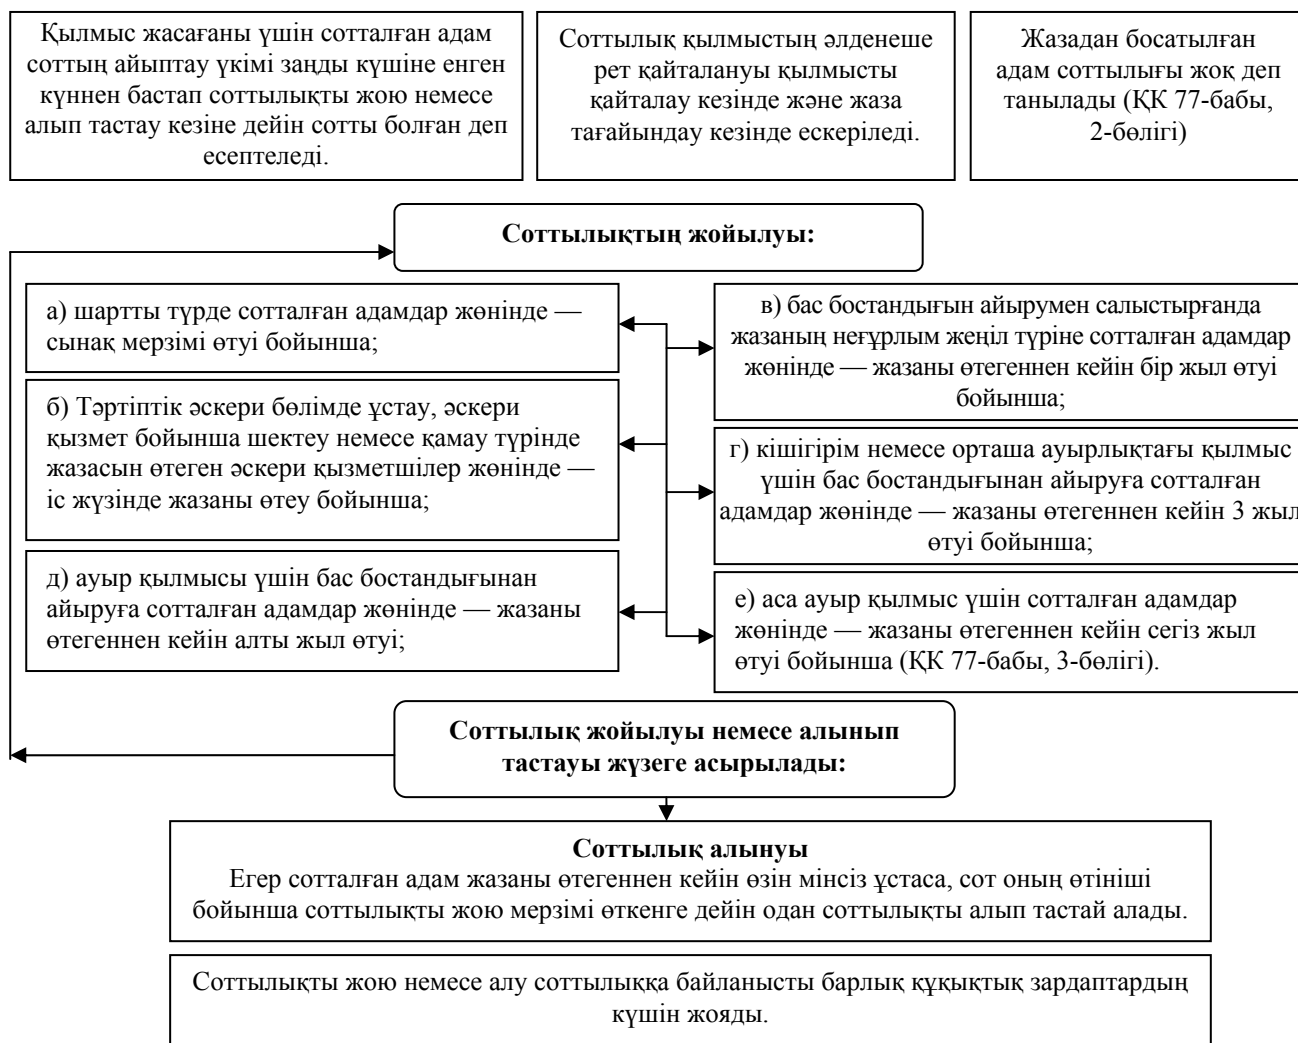 Қылмыс жасағаны үшін сотталған адам
соттың айыптау үкімі заңды күшіне енген
күннен бастап соттылықты жою немесе
алып тастау кезіне дейін сотты болған деп
есептеледі.
Соттылық қылмыстың әлденеше
рет қайталануы қылмысты
қайталау кезінде және жаза
тағайындау кезінде ескеріледі.
Жазадан босатылған
адам соттылығы жоқ деп
танылады (ҚК 77-бабы,
2-бөлігі)
Соттылықтың жойылуы:
а) шартты түрде сотталған адамдар жөнінде —
сынақ мерзімі өтуі бойынша;
б) Тәртіптік әскери бөлімде ұстау, әскери
қызмет бойынша шектеу немесе қамау түрінде
жазасын өтеген әскери қызметшілер жөнінде —
іс жүзінде жазаны өтеу бойынша;
в) бас бостандығын айырумен салыстырғанда
жазаның неғұрлым жеңіл түріне сотталған адамдар
жөнінде — жазаны өтегеннен кейін бір жыл өтуі
бойынша;
г) кішігірім немесе орташа ауырлықтағы қылмыс
үшін бас бостандығынан айыруға сотталған
адамдар жөнінде — жазаны өтегеннен кейін 3 жыл
өтуі бойынша;
д) ауыр қылмысы үшін бас бостандығынан
айыруға сотталған адамдар жөнінде — жазаны
өтегеннен кейін алты жыл өтуі;
е) аса ауыр қылмыс үшін сотталған адамдар
жөнінде — жазаны өтегеннен кейін сегіз жыл
өтуі бойынша (ҚК 77-бабы, 3-бөлігі).
Соттылық жойылуы немесе алынып
тастауы жүзеге асырылады:
Соттылық алынуы
Егер сотталған адам жазаны өтегеннен кейін өзін мінсіз ұстаса, сот оның өтініші
бойынша соттылықты жою мерзімі өткенге дейін одан соттылықты алып тастай алады.
Соттылықты жою немесе алу соттылыққа байланысты барлық құқықтық зардаптардың
күшін жояды.